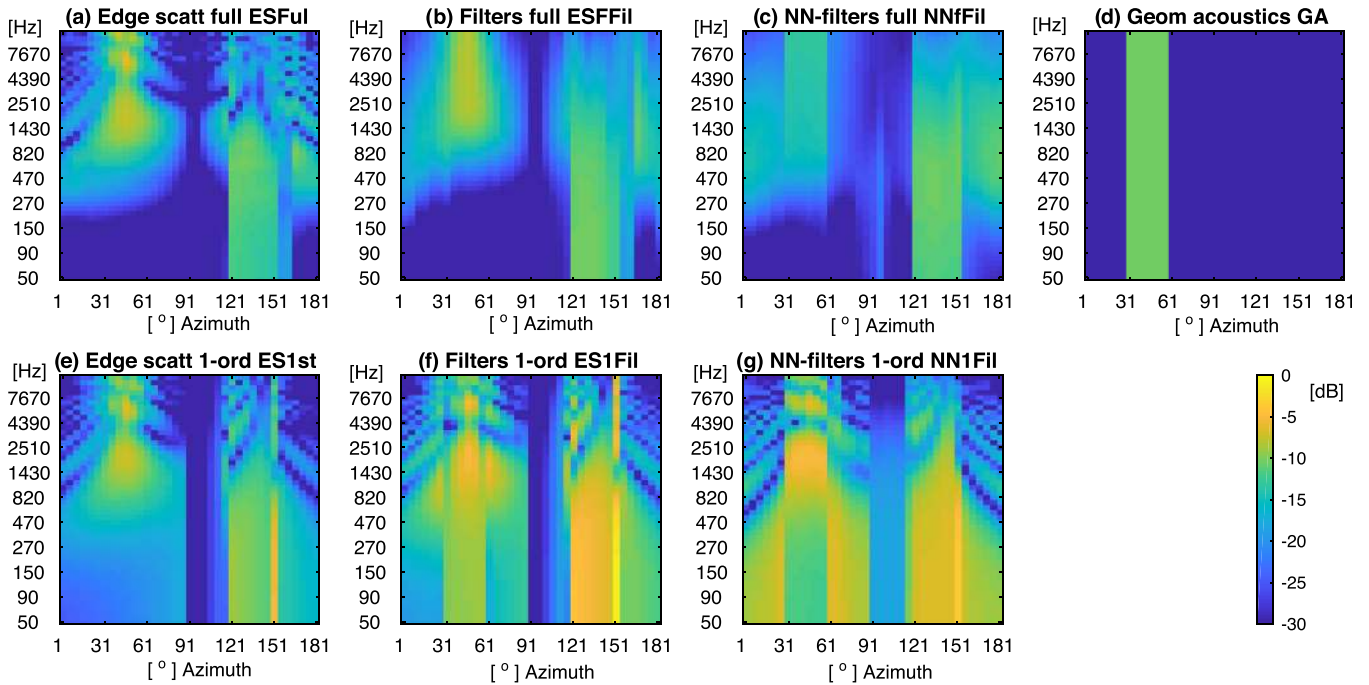 (a) Edge scatt full ESFul
[Hz]
7670
4390
2510
1430
820
470
270
150
90
50
1 31 61 91 121 151 181
[ o ] Azimuth
(b) Filters full ESFFil
[Hz]
7670
4390
2510
1430
820
470
270
150
90
50
1 31 61 91 121 151 181
[ o ] Azimuth
(c) NN-filters full NNfFil
[Hz]
7670
4390
2510
1430
820
470
270
150
90
50
1 31 61 91 121 151 181
[ o ] Azimuth
(d) Geom acoustics GA
[Hz]
7670
4390
2510
1430
820
470
270
150
90
50
1 31 61 91 121 151 181
[ o ] Azimuth
(e) Edge scatt 1-ord ES1st
[Hz]
7670
4390
2510
1430
820
470
270
150
90
50
1 31 61 91 121 151 181
[ o ] Azimuth
(f) Filters 1-ord ES1Fil
[Hz]
7670
4390
2510
1430
820
470
270
150
90
50
1 31 61 91 121 151 181
[ o ] Azimuth
(g) NN-filters 1-ord NN1Fil
[Hz]
7670
4390
2510
1430
820
470
270
150
90
50
1 31 61 91 121 151 181
[ o ] Azimuth
0
[dB]
-5
-10
-15
-20
-25
-30